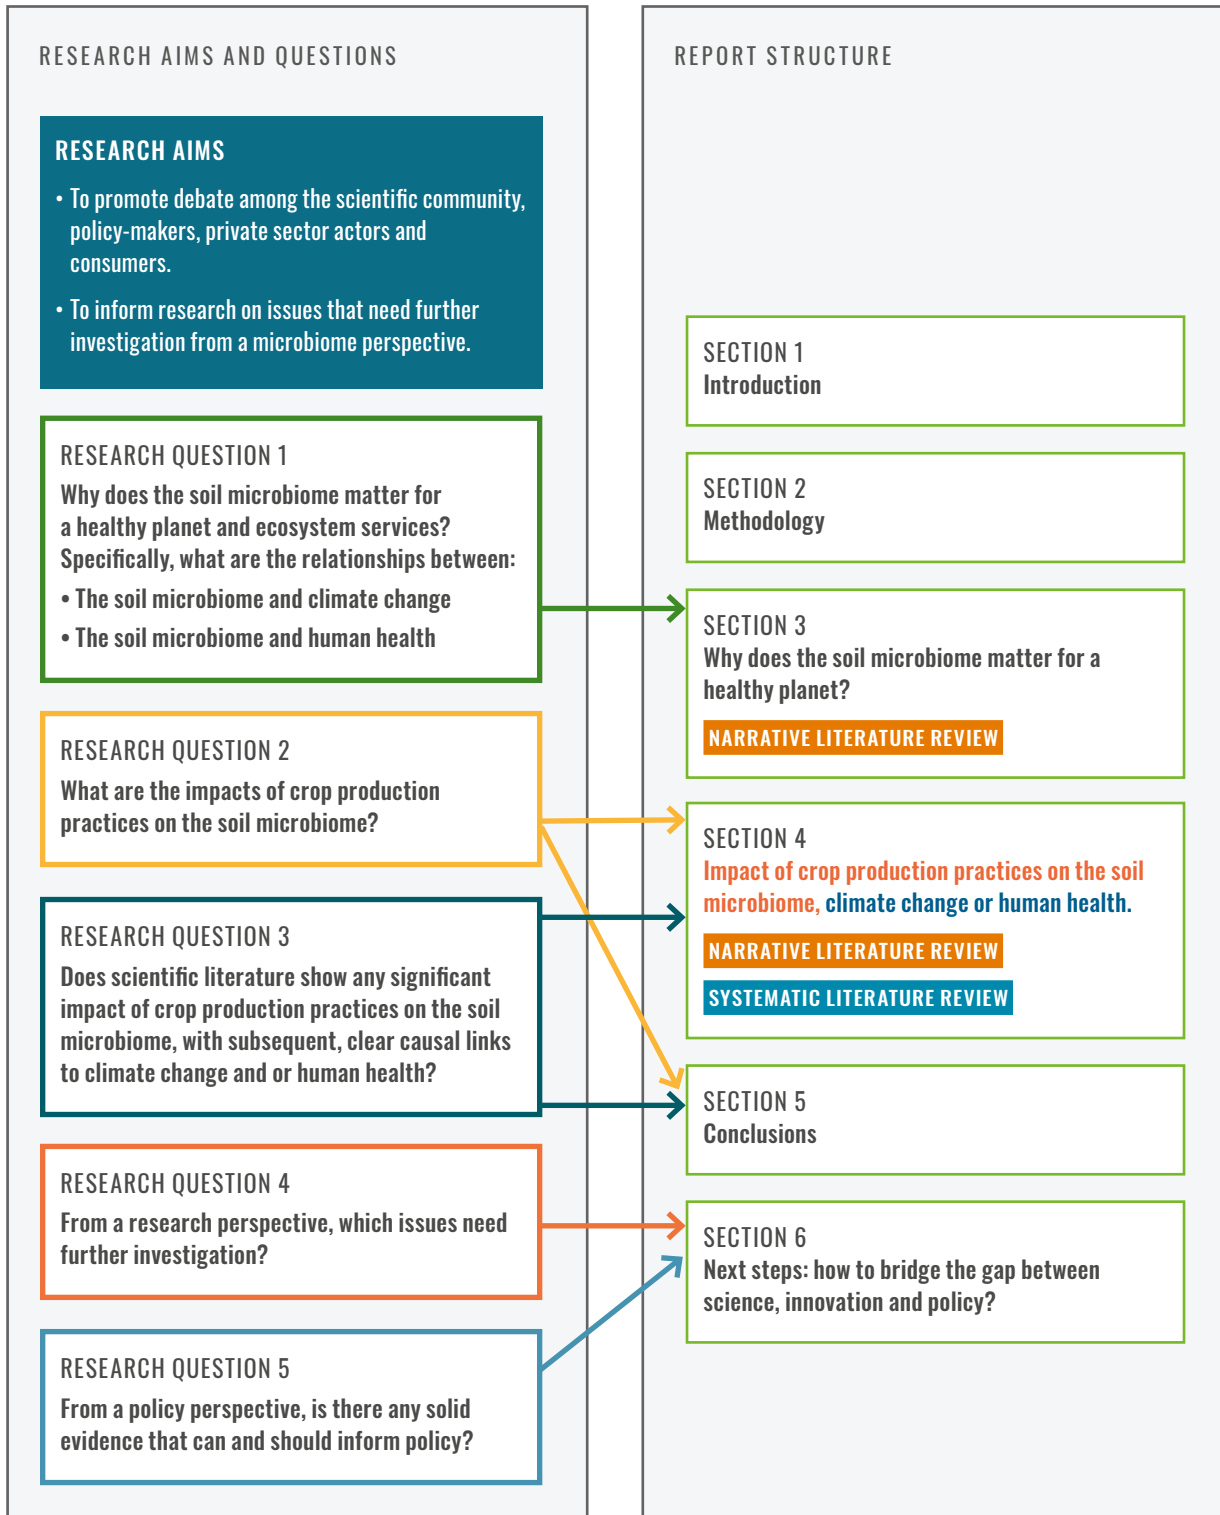 RESEARCH AIMS AND QUESTIONS
RESEARCH AIMS
• To promote debate among the scientific community,
policy-makers, private sector actors and
consumers.
• To inform research on issues that need further
investigation from a microbiome perspective.
RESEARCH QUESTION 1
Why does the soil microbiome matter for
a healthy planet and ecosystem services?
Specifically, what are the relationships between:
• The soil microbiome and climate change
• The soil microbiome and human health
RESEARCH QUESTION 2
What are the impacts of crop production
practices on the soil microbiome?
RESEARCH QUESTION 3
Does scientific literature show any significant
impact of crop production practices on the soil
microbiome, with subsequent, clear causal links
to climate change and or human health?
RESEARCH QUESTION 4
From a research perspective, which issues need
further investigation?
RESEARCH QUESTION 5
From a policy perspective, is there any solid
evidence that can and should inform policy?
REPORT STRUCTURE
SECTION 1
Introduction
SECTION 2
Methodology
SECTION 3
Why does the soil microbiome matter for a
healthy planet?
NARRATIVE LITERATURE REVIEW
SECTION 4
Impact of crop production practices on the soil
microbiome, climate change or human health.
NARRATIVE LITERATURE REVIEW
SYSTEMATIC LITERATURE REVIEW
SECTION 5
Conclusions
SECTION 6
Next steps: how to bridge the gap between
science, innovation and policy?